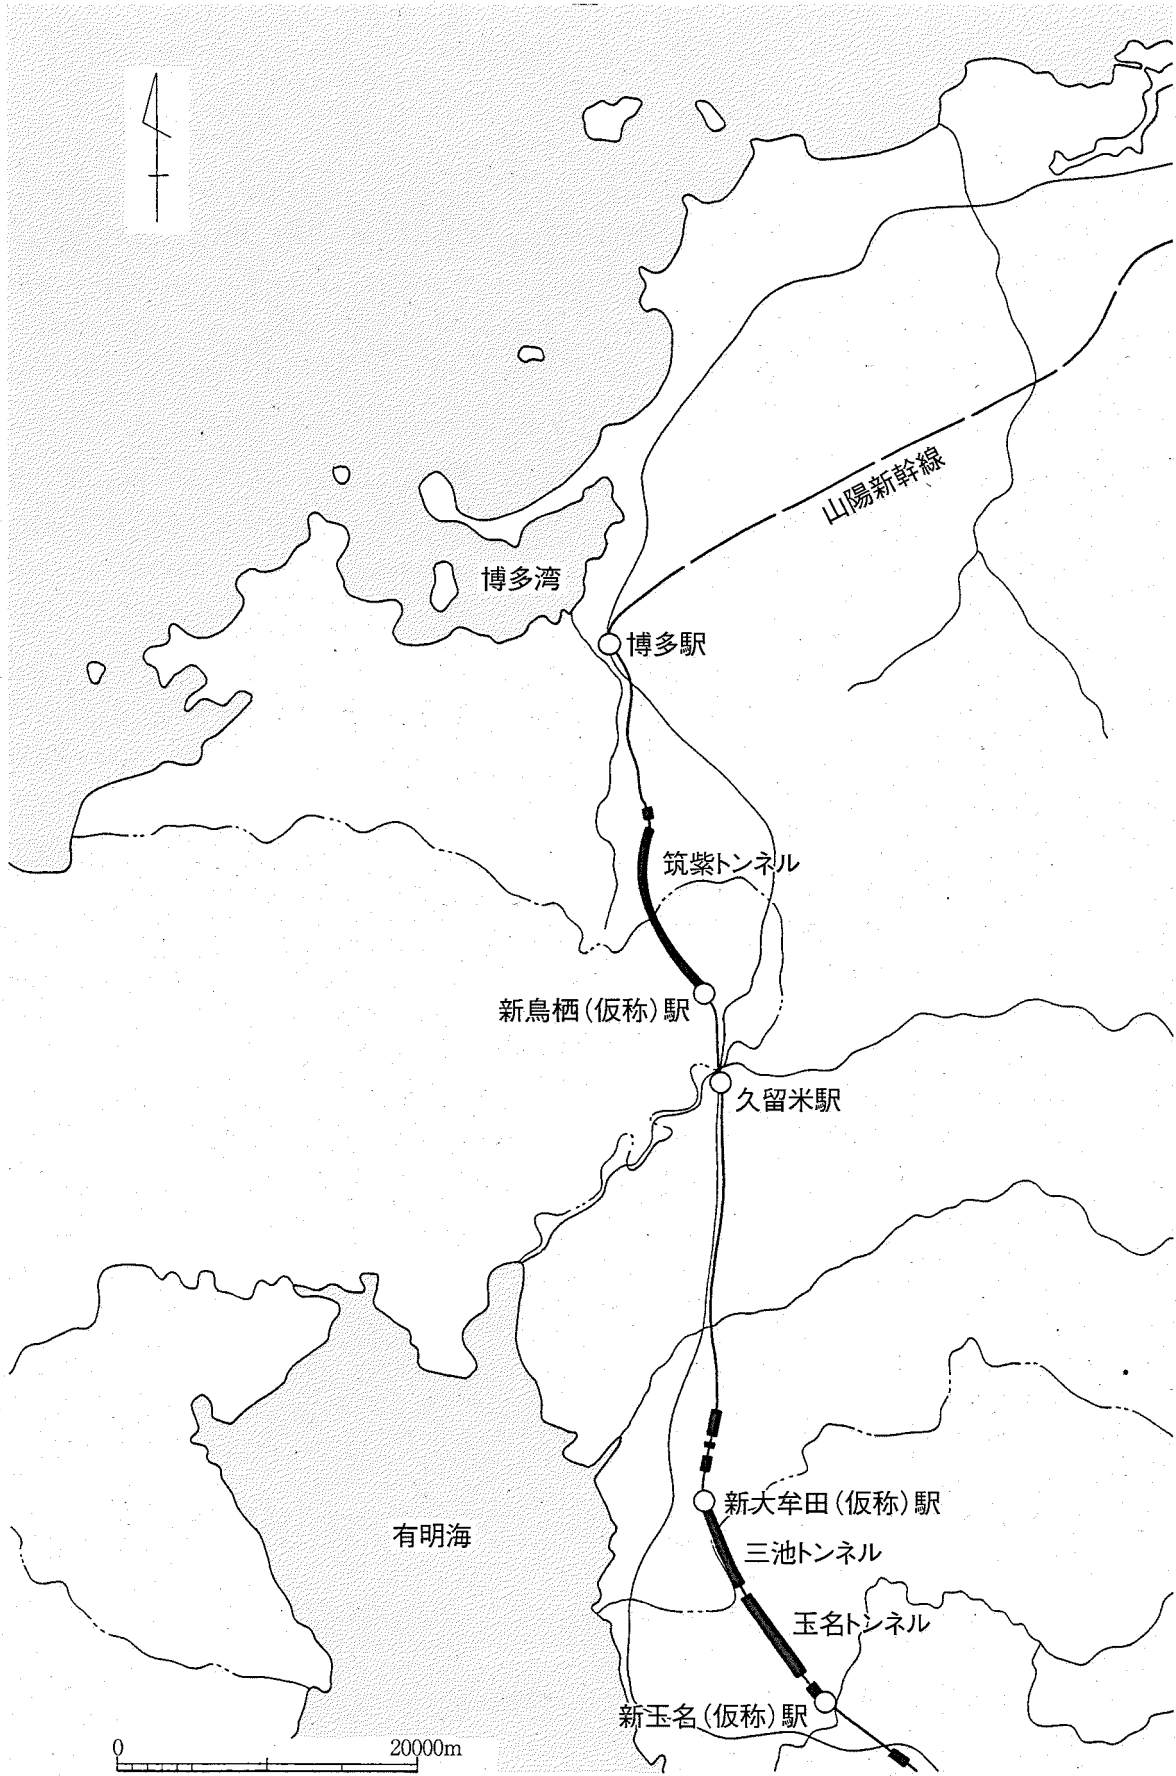 山陽新幹線
博多湾
博多駅
筑紫トンネル
新鳥栖(仮称)駅
久留米駅
新大牟田(仮称)駅
有明海
三池トンネル
玉名トンネル
新玉名(仮称)駅
0 20000m